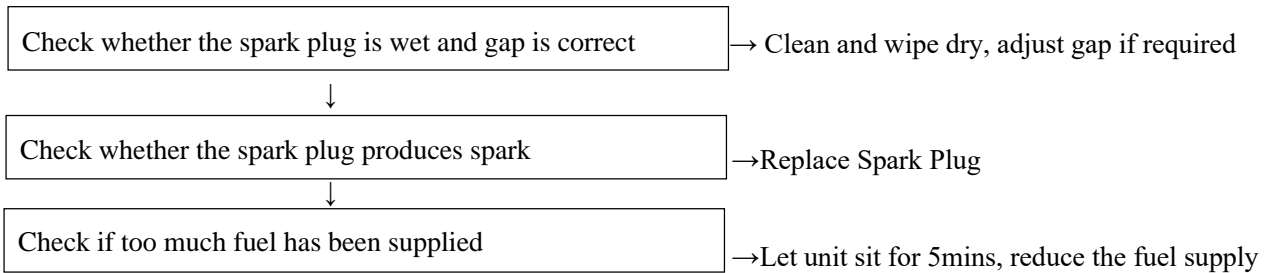 Check whether the spark plug is wet and gap is correct → Clean and wipe dry, adjust gap if required
↓
Check whether the spark plug produces spark →Replace Spark Plug
↓
Check if too much fuel has been supplied →Let unit sit for 5mins, reduce the fuel supply